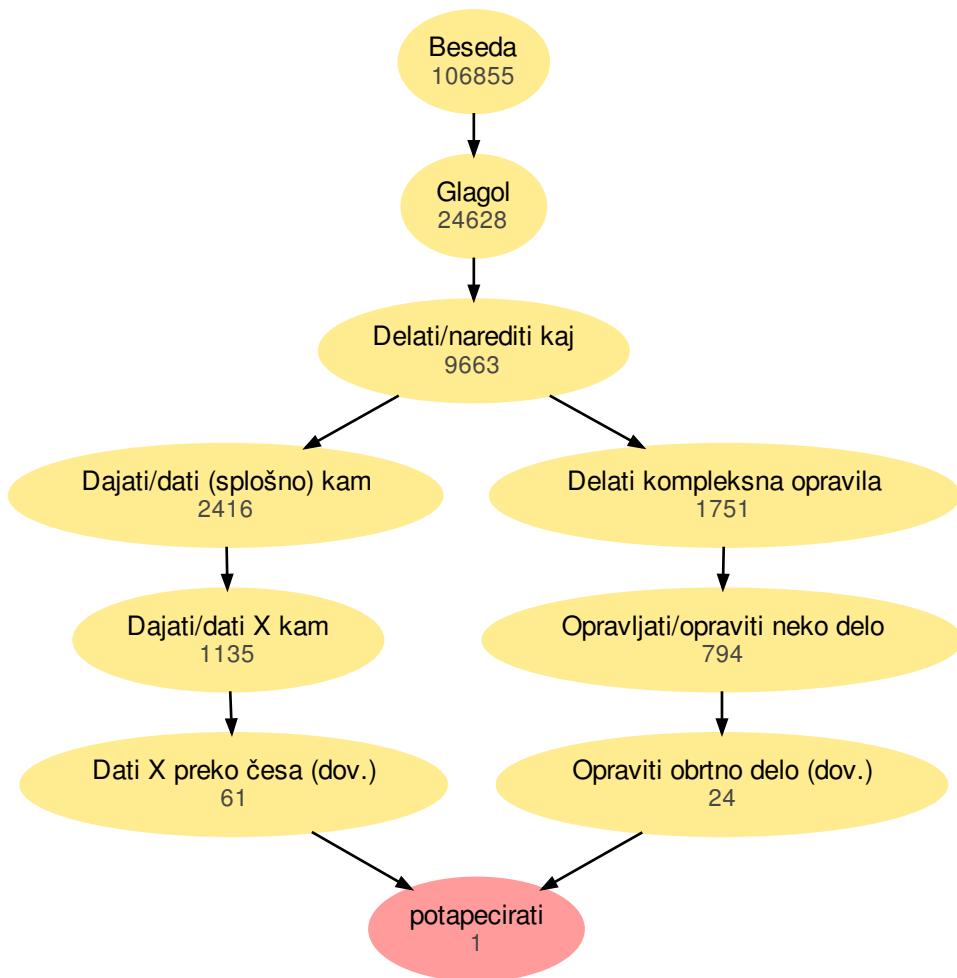 Beseda
106855
Glagol
24628
Delati/narediti kaj
9663
Dajati/dati (splošno) kam
2416
Delati kompleksna opravila
1751
Dajati/dati X kam
1135
Opravljati/opraviti neko delo
794
Dati X preko česa (dov.)
61
Opraviti obrtno delo (dov.)
24
potapecirati
1